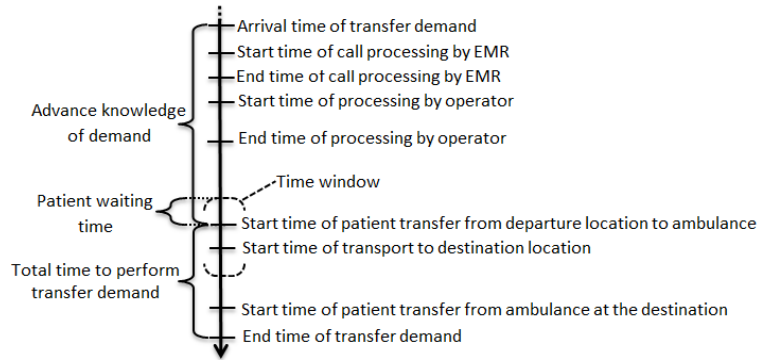 Arrival time of transfer demand
Start time of call processing by EMR
End time of call processing by EMR
Start time of processing by operator
Advance knowledge
of demand
End time of processing by operator
Time window
Patient waiting
time
Start time of patient transfer from departure location to ambulance
Start time of transport to destination location
Total time to perform
transfer demand
Start time of patient transfer from ambulance at the destination
End time of transfer demand